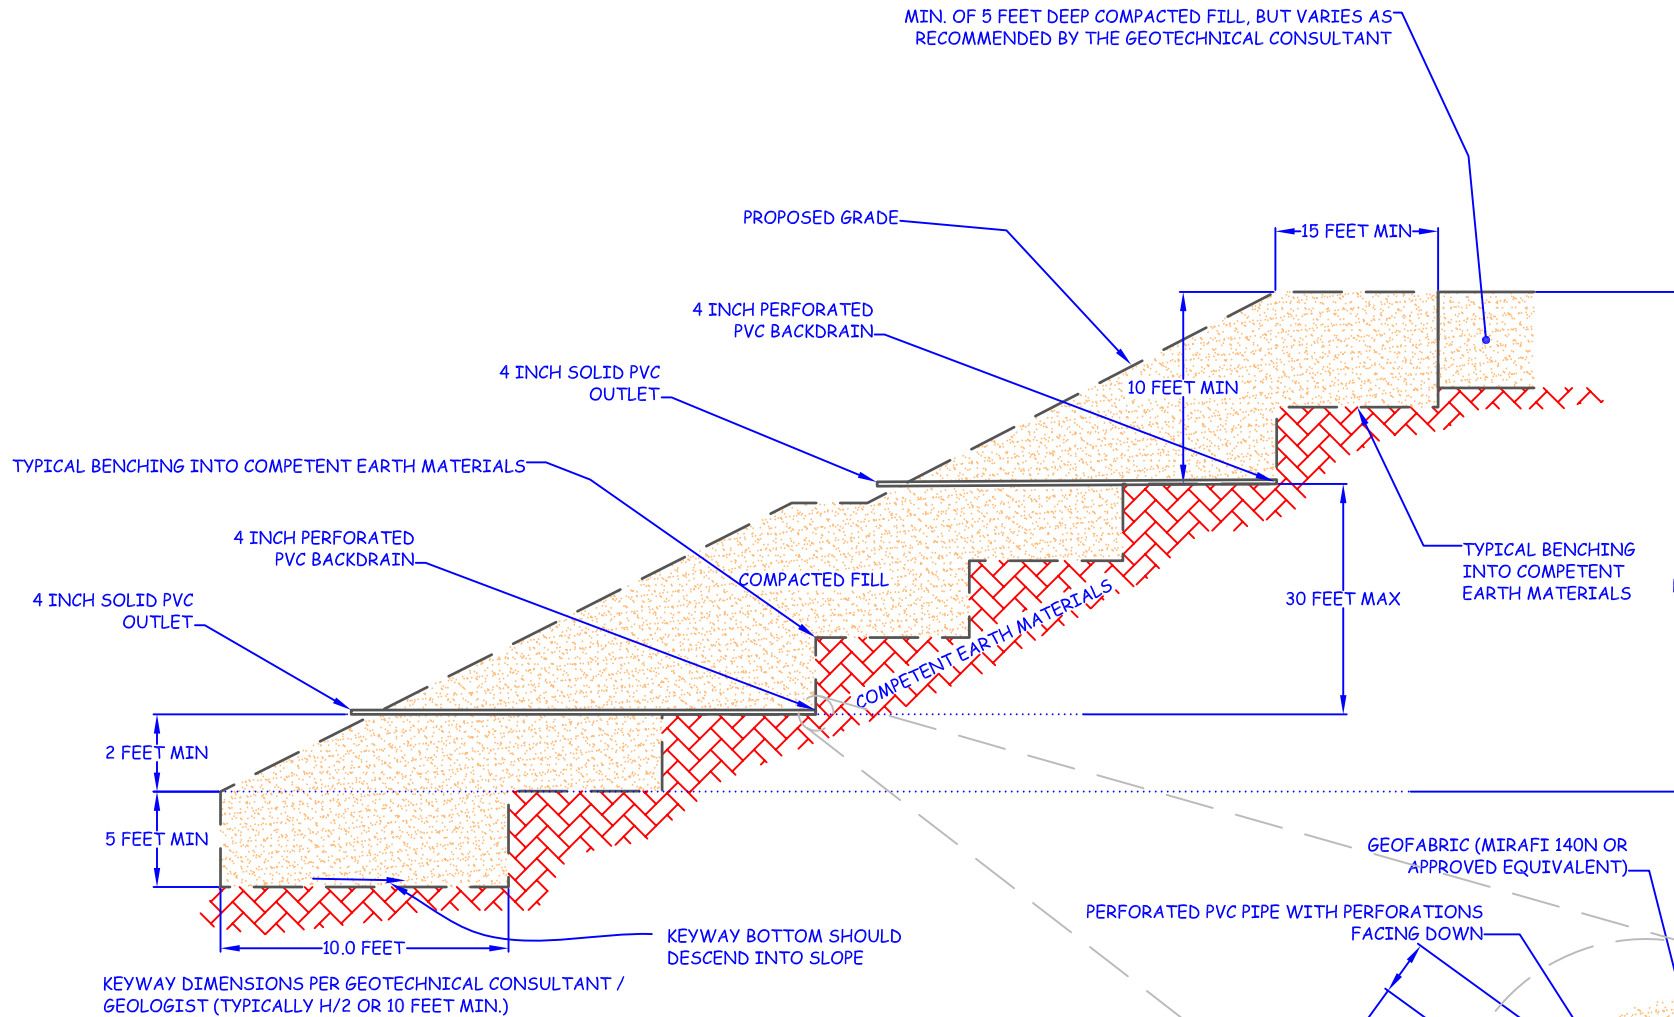 MIN. OF 5 FEET DEEP COMPACTED FILL, BUT VARIES AS
RECOMMENDED BY THE GEOTECHNICAL CONSULTANT
PROPOSED GRADE
15 FEET MIN
4 INCH PERFORATED
PVC BACKDRAIN
4 INCH SOLID PVC
OUTLET
10 FEET MIN
TYPICAL BENCHING INTO COMPETENT EARTH MATERIALS
4 INCH PERFORATED
PVC BACKDRAIN
COMPACTED FILL
TYPICAL BENCHING
INTO COMPETENT
EARTH MATERIALS
30 FEET MAX
4 INCH SOLID PVC
OUTLET
COMPETENT EARTH MATERIALS
2 FEET MIN
5 FEET MIN
GEOFABRIC (MIRAFI 140N OR
APPROVED EQUIVALENT)
PERFORATED PVC PIPE WITH PERFORATIONS
FACING DOWN
10.0 FEET
KEYWAY BOTTOM SHOULD
DESCEND INTO SLOPE
KEYWAY DIMENSIONS PER GEOTECHNICAL CONSULTANT /
GEOLOGIST (TYPICALLY H/2 OR 10 FEET MIN.)